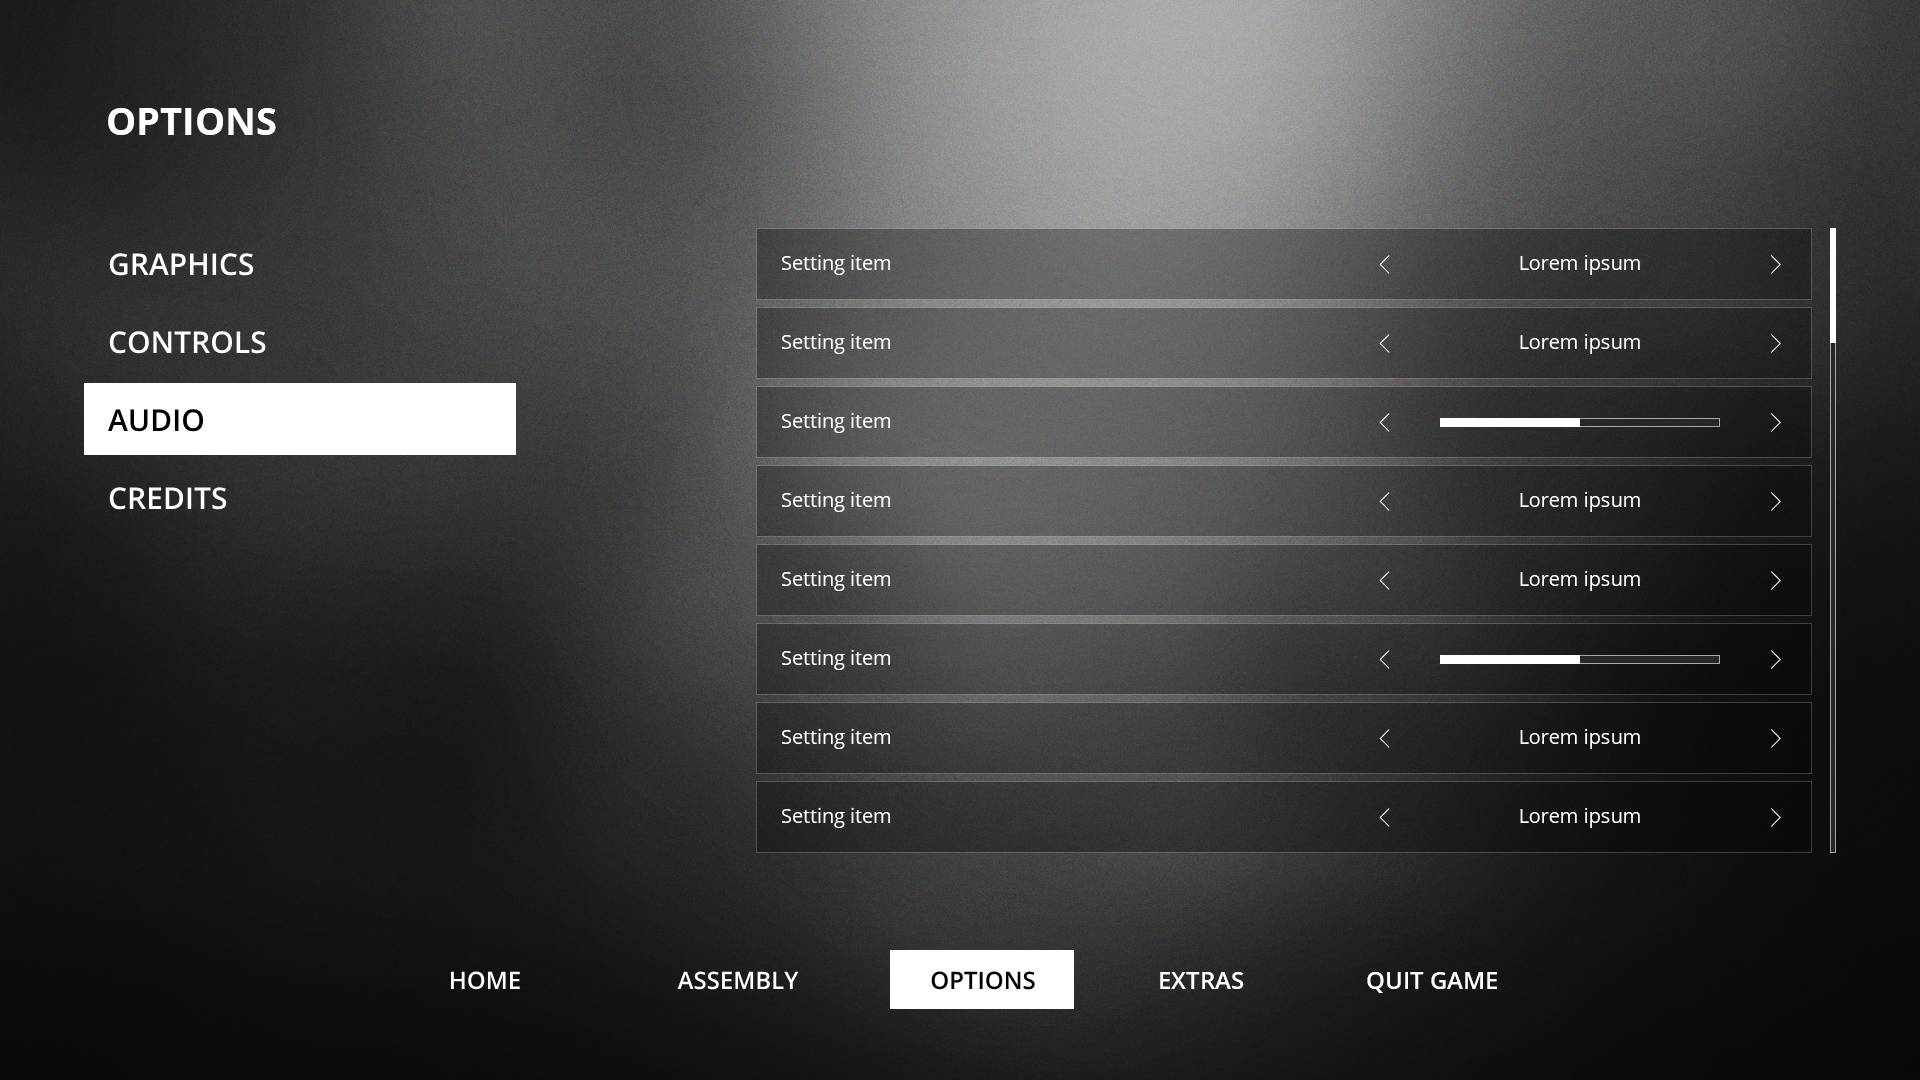 OPTIONS
GRAPHICS
CONTROLS
AUDIO
CREDITS
Setting item Lorem ipsum
Setting item Lorem ipsum
Setting item
Setting item Lorem ipsum
Setting item Lorem ipsum
Setting item
Setting item Lorem ipsum
Setting item Lorem ipsum
HOME ASSEMBLY OPTIONS EXTRAS QUIT GAME